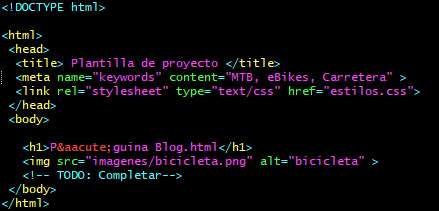 <!DOCTYPE html>
<html>
<head>
<title> Plantilla de proyecto </title>
<meta name="keywords" content="MTB, eBikes, Carretera" >
<link rel="stylesheet" type="text/css" href="estilos.css">
</head>
<body>
<h1>P&aacute;guina Blog.html</h1>
<img src="imagenes/bicicleta.png" alt="bicicleta" >
<!-- TODO: Completar-->
</body>
</html>